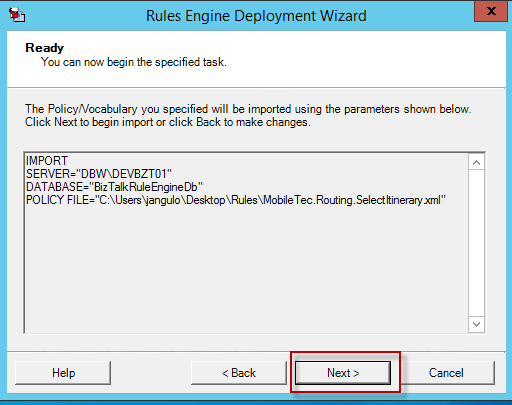 Rules Engine Deployment Wizard
x
Ready
You can now begin the specified task.
The Policy/Vocabulary you specified will be imported using the parameters shown below.
Click Next to begin import or click Back to make changes.
IMPORT
SERVER="DBW\DEVBZT01"
DATABASE="BizTalkRuleEngineDb"
POLICY FILE="C:\Users\jangulo\Desktop\Rules\MobileTec.Routing.SelectItinerary.xml"
Help
< Back
Next >
Cancel